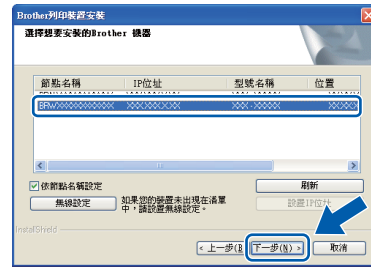 Brother列印裝置安裝
選擇想要安裝的Brother 機器
節點名稱 IP位址 型號名稱 位置
BRWXXXXXXXXXXXX XXX.XXX.X.XX XXX-XXXXX XXXXX
依節點名稱設定 刷新
無線設定 如果您的裝置未出現在清單
中，請設置無線設定。 設置IP位址
InstallShield
< 上一步(B 下一步(N) > 取消